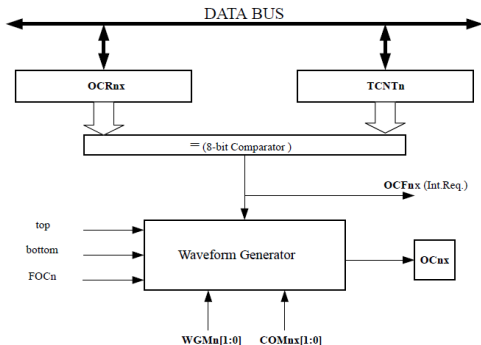 DATA BUS
OCRnx
TCNTn
= (8-bit Comparator )
OCFnx (Int.Req.)
top
bottom
FOCn
Waveform Generator
OCnx
WGMn[1:0]
COMnx[1:0]